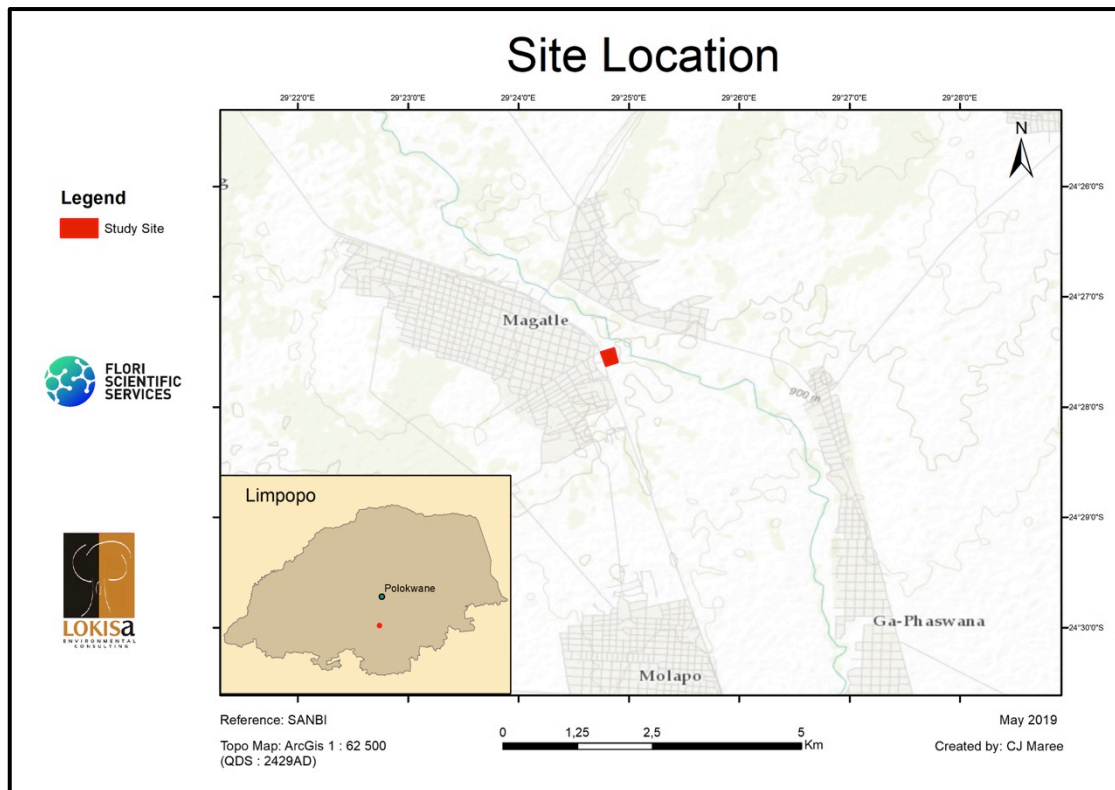 Site Location
29°22'0"E 29°23'0"E 29°24'0"E 29°25'0"E 29°26'0"E 29°27'0"E 29°28'0"E
N
24°26'0"S
24°27'0"S
24°28'0"S
24°29'0"S
24°30'0"S
Legend
Study Site
FLORI
SCIENTIFIC
SERVICES
LOKISa
ENVIRONMENTAL
CONSULTING
g
Magatle
900 m
Ga-Phaswana
Molapo
Limpopo
Polokwane
Reference: SANBI
Topo Map: ArcGis 1 : 62 500
(QDS : 2429AD)
0 1,25 2,5 5
Km
May 2019
Created by: CJ Maree